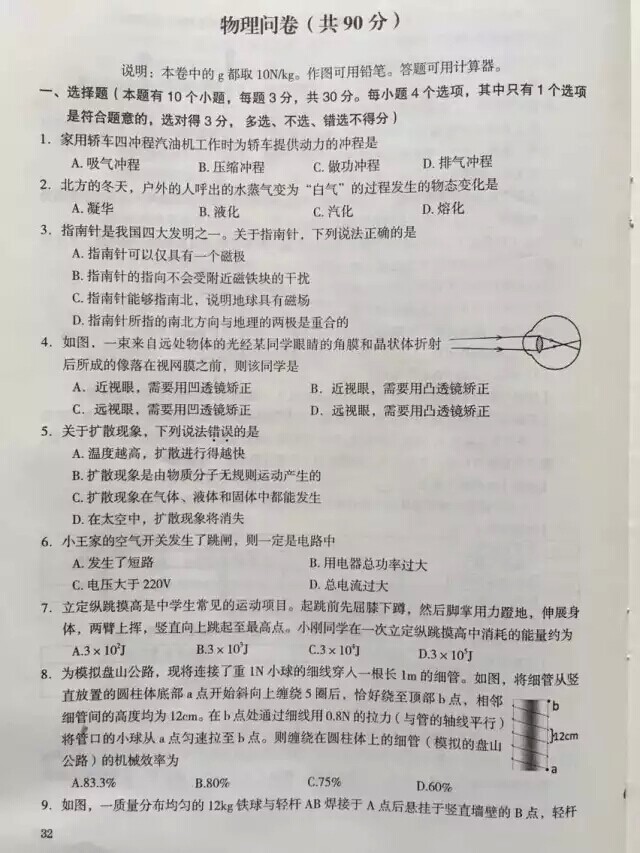 物理问卷(共90分)
说明:本卷中的g都取10N/kg。作图可用铅笔。答题可用计算器。
一、选择题(本题有10个小题,每题3分,共30分。每小题4个选项,其中只有1个选项
是符合题意的,选对得3分,多选、不选、错选不得分)
1. 家用轿车四冲程汽油机工作时为轿车提供动力的冲程是
A. 吸气冲程 B. 压缩冲程 C. 做功冲程 D. 排气冲程
2. 北方的冬天,户外的人呼出的水蒸气变为“白气”的过程发生的物态变化是
A. 凝华 B. 液化 C. 汽化 D. 熔化
3. 指南针是我国四大发明之一。关于指南针,下列说法正确的是
A. 指南针可以仅具有一个磁极
B. 指南针的指向不会受附近磁铁块的干扰
C. 指南针能够指南北,说明地球具有磁场
D. 指南针所指的南北方向与地理的两极是重合的
4. 如图,一束来自远处物体的光经某同学眼睛的角膜和晶状体折射
后所成的像落在视网膜之前,则该同学是
A. 近视眼,需要用凹透镜矫正 B. 近视眼,需要用凸透镜矫正
C. 远视眼,需要用凹透镜矫正 D. 远视眼,需要用凸透镜矫正
5. 关于扩散现象,下列说法错误的是
A. 温度越高,扩散进行得越快
B. 扩散现象是由物质分子无规则运动产生的
C. 扩散现象在气体、液体和固体中都能发生
D. 在太空中,扩散现象将消失
6. 小王家的空气开关发生了跳闸,则一定是电路中
A. 发生了短路 B. 用电器总功率过大
C. 电压大于220V D. 总电流过大
7. 立定纵跳摸高是中学生常见的运动项目。起跳前先屈膝下蹲,然后脚掌用力蹬地,伸展身
体,两臂上挥,竖直向上跳起至最高点。小刚同学在一次立定纵跳摸高中消耗的能量约为
A.3×10²J B.3×10³J C.3×10⁴J D.3×10⁵J
8. 为模拟盘山公路,现将连接了重1N小球的细线穿入一根长1m的细管。如图,将细管从竖
直放置的圆柱体底部a点开始斜向上缠绕5圈后,恰好绕至顶部b点,相邻
细管间的高度均为12cm。在b点处通过细线用0.8N的拉力(与管的轴线平行)
将管口的小球从a点匀速拉至b点。则缠绕在圆柱体上的细管(模拟的盘山
公路)的机械效率为
b
12cm
a
A.83.3% B.80% C.75% D.60%
9. 如图,一质量分布均匀的12kg铁球与轻杆AB焊接于A点后悬挂于竖直墙壁的B点,轻杆
32